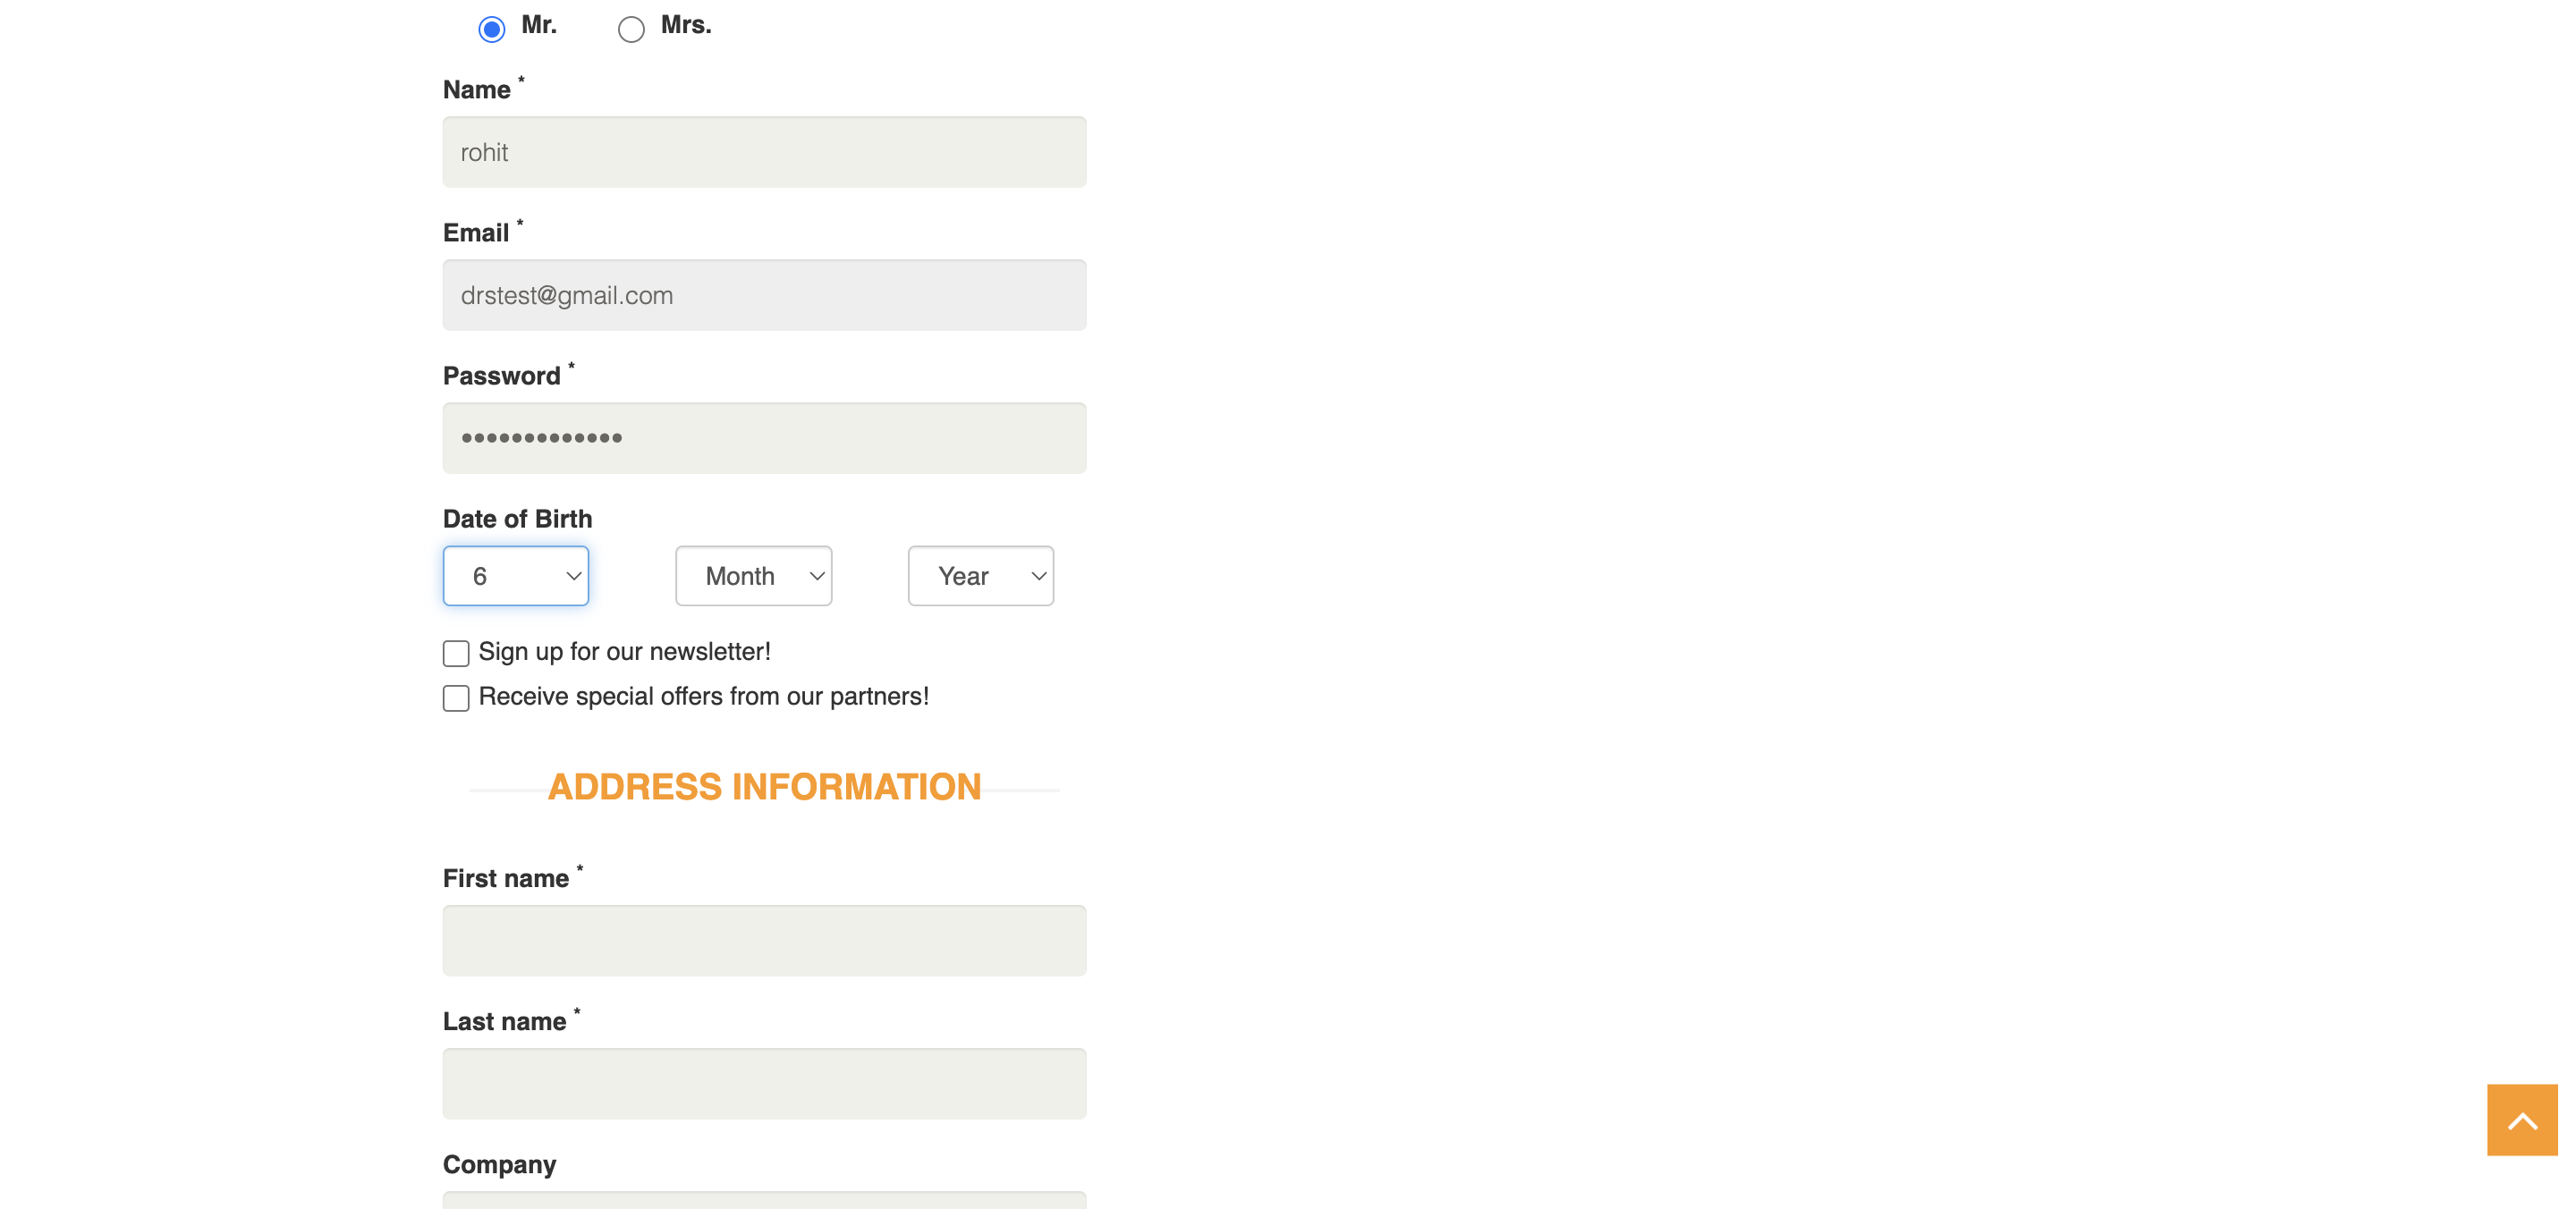 Mr. Mrs.
Name *
rohit
Email *
drstest@gmail.com
Password *
•••••••••••••
Date of Birth
6 Month Year
Sign up for our newsletter!
Receive special offers from our partners!
ADDRESS INFORMATION
First name *
Last name *
Company